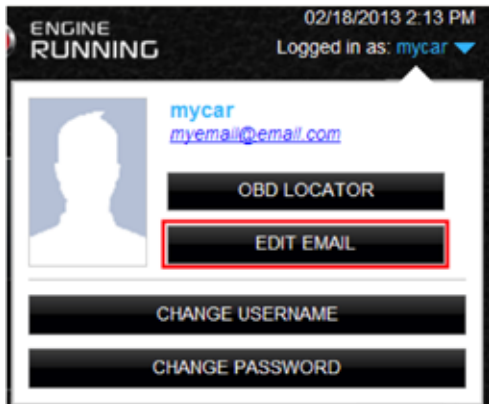 ENGINE
RUNNING
02/18/2013 2:13 PM
Logged in as: mycar
mycar
myemail@email.com
OBD LOCATOR
EDIT EMAIL
CHANGE USERNAME
CHANGE PASSWORD